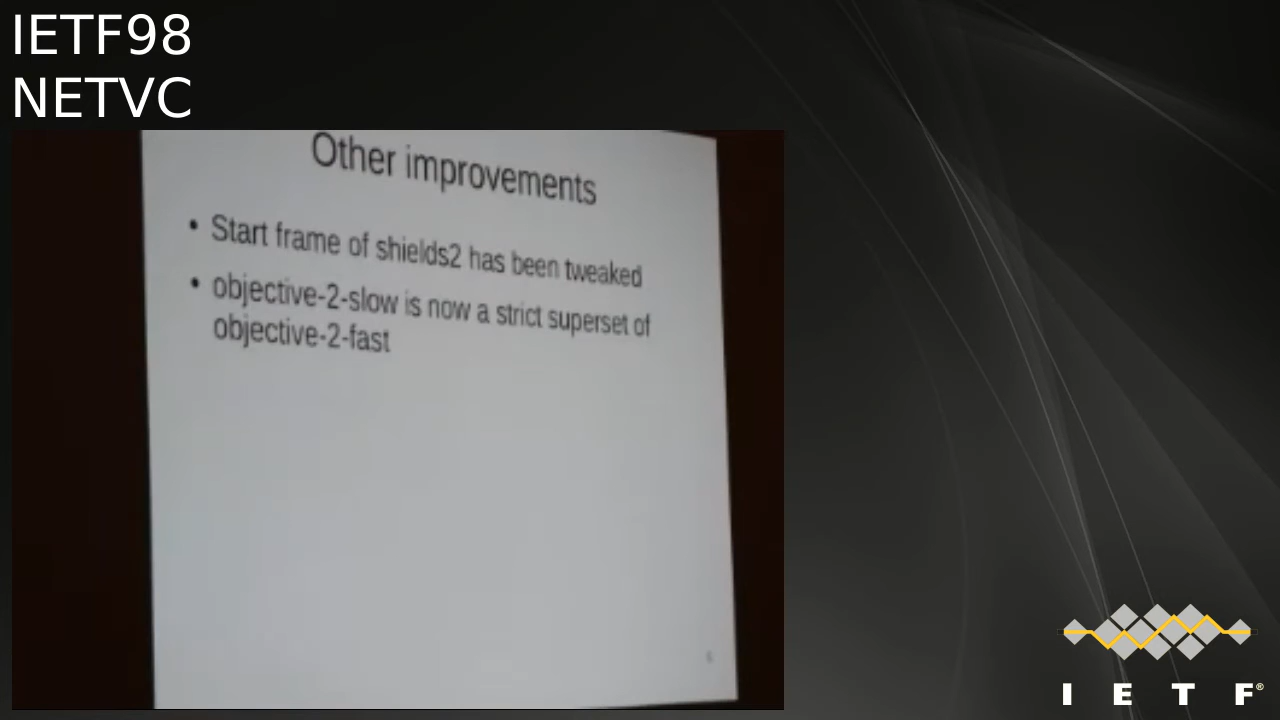 IETF98
NETVC
Other improvements
• Start frame of shields2 has been tweaked
• objective-2-slow is now a strict superset of
objective-2-fast
I E T F®